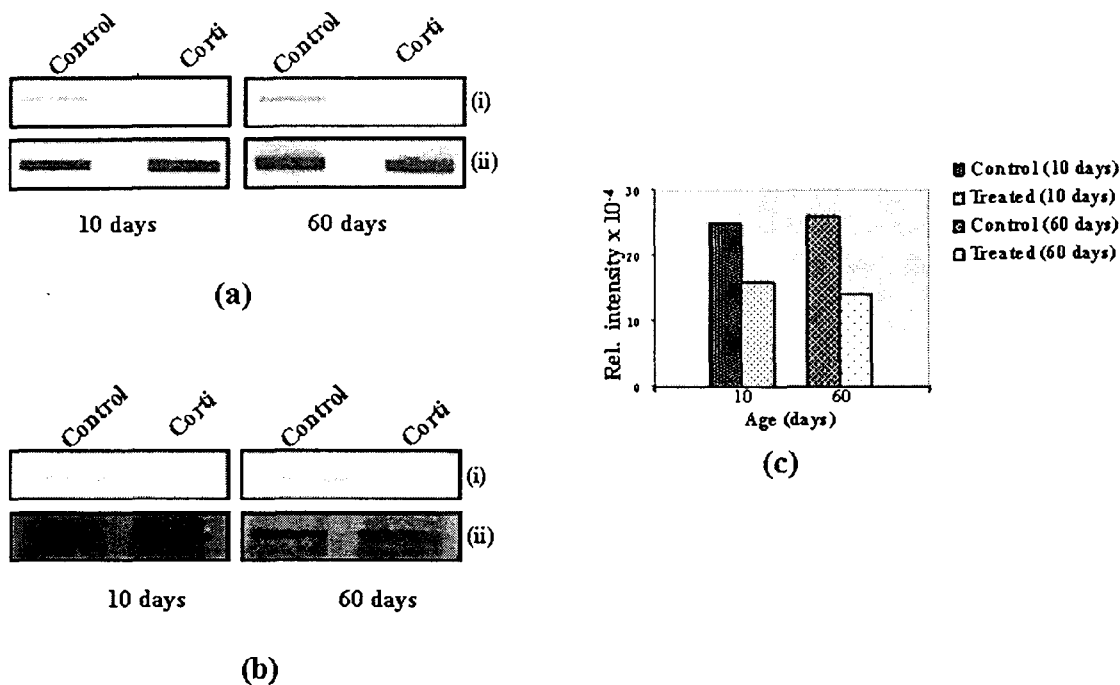 Control Corti Control Corti
(i)
(ii)
10 days 60 days
(a)
Control Corti Control Corti
(i)
(ii)
10 days 60 days
(b)
Control (10 days)
Treated (10 days)
Control (60 days)
Treated (60 days)
Rel. intensity x 10-4
30
20
10
0
10 60
Age (days)
(c)